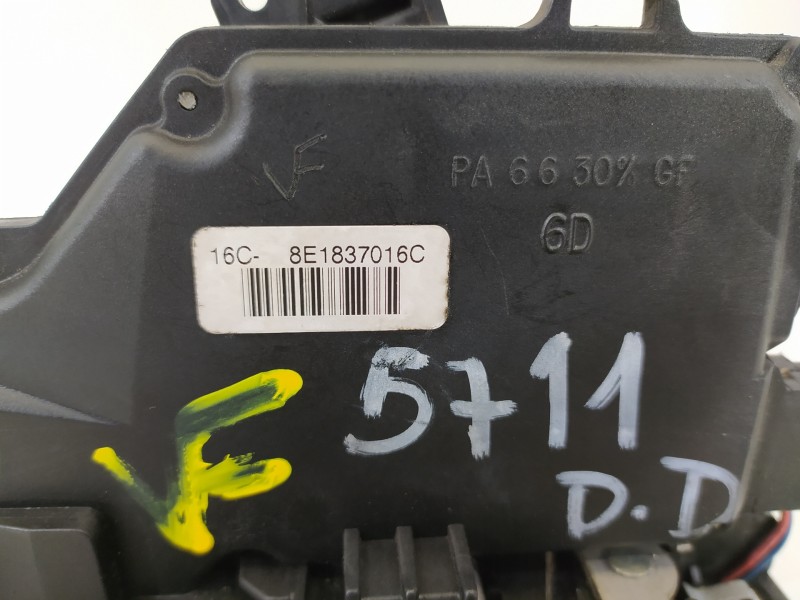 VF
PA 6 6 30% GF
6D
16C- 8E1837016C
5711
VF
D.D